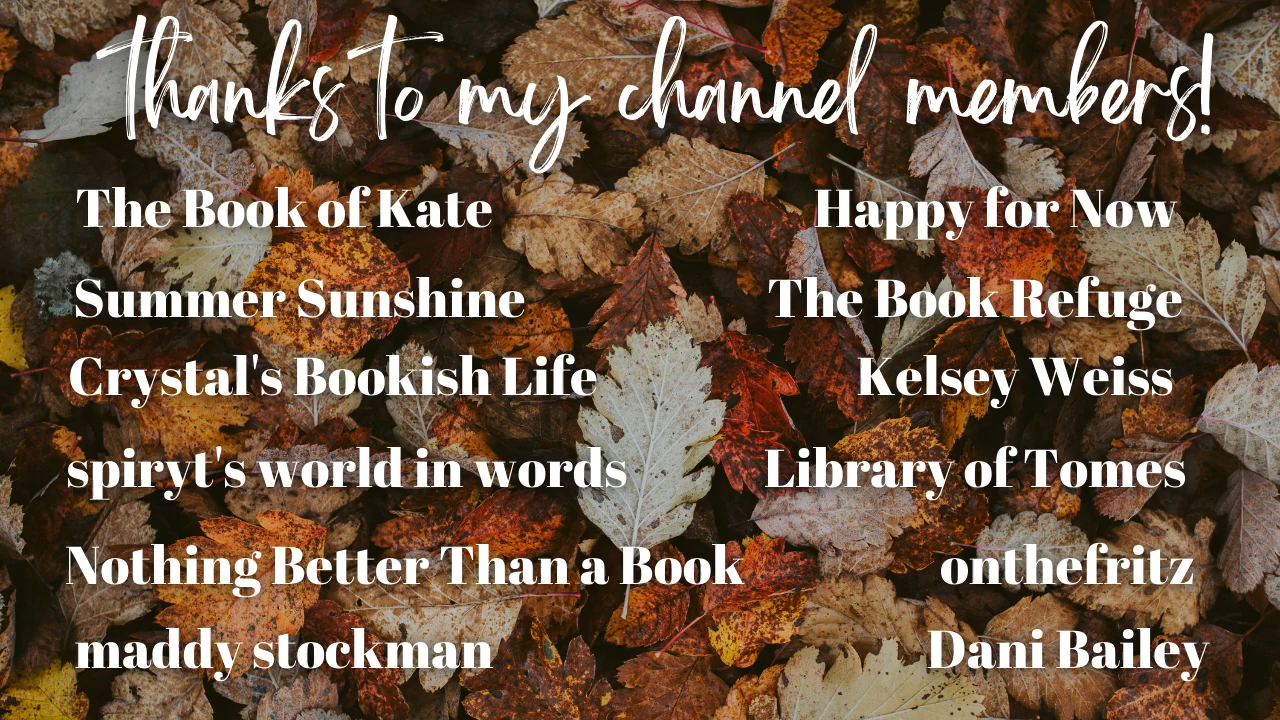 Thanks to my channel members!
The Book of Kate
Happy for Now
Summer Sunshine
The Book Refuge
Crystal's Bookish Life
Kelsey Weiss
spiryt's world in words
Library of Tomes
Nothing Better Than a Book
onthefritz
maddy stockman
Dani Bailey